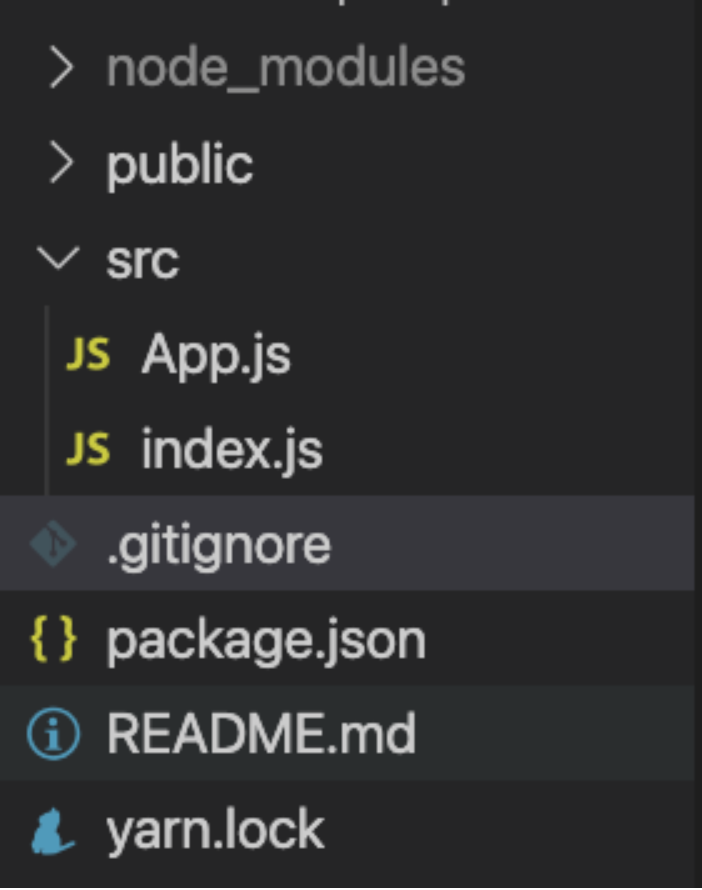 node_modules
public
src
JS App.js
JS index.js
.gitignore
{} package.json
README.md
yarn.lock